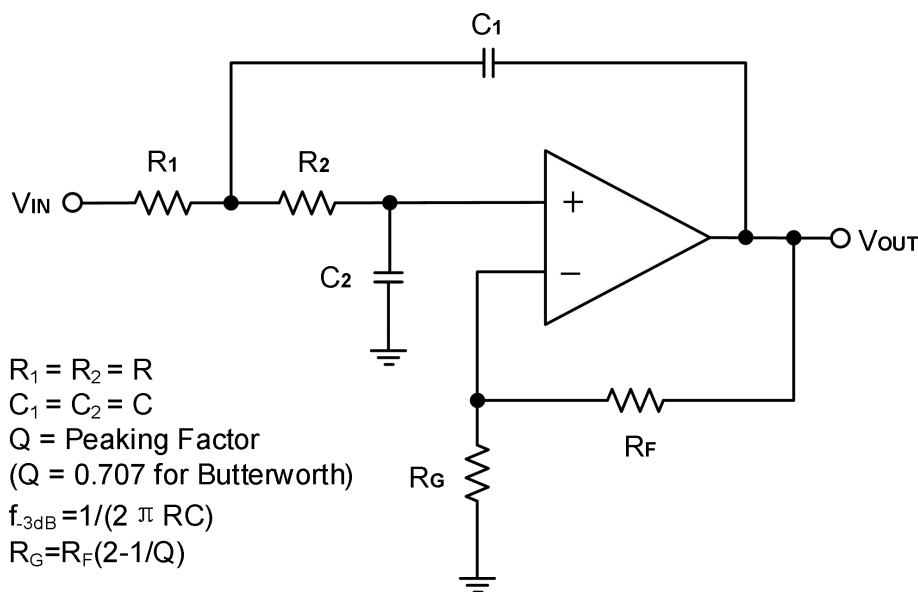 C1
R1
R2
VIN
+
−
VOUT
C2
R1 = R2 = R
C1 = C2 = C
Q = Peaking Factor
(Q = 0.707 for Butterworth)
f-3dB =1/(2 π RC)
RG=RF(2-1/Q)
RG
RF